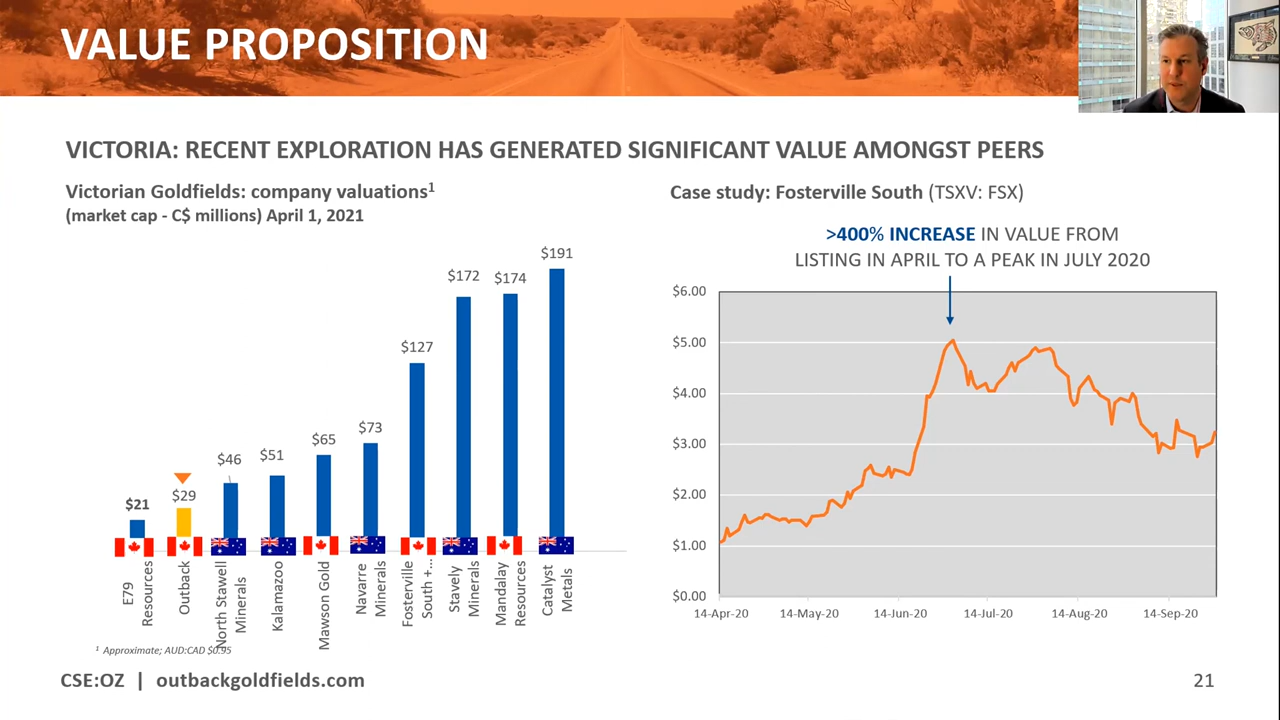 VALUE PROPOSITION
VICTORIA: RECENT EXPLORATION HAS GENERATED SIGNIFICANT VALUE AMONGST PEERS
Victorian Goldfields: company valuations1
(market cap - C$ millions) April 1, 2021
$21
$29
$46
$51
$65
$73
$127
$172
$174
$191
E79
Resources
Outback
North Stawell
Minerals
Kalamazoo
Mawson Gold
Navarre
Minerals
Fosterville
South +...
Stavely
Minerals
Mandalay
Resources
Catalyst
Metals
1 Approximate; AUD:CAD $0.95
Case study: Fosterville South (TSXV: FSX)
>400% INCREASE IN VALUE FROM
LISTING IN APRIL TO A PEAK IN JULY 2020
$6.00
$5.00
$4.00
$3.00
$2.00
$1.00
$0.00
14-Apr-20
14-May-20
14-Jun-20
14-Jul-20
14-Aug-20
14-Sep-20
CSE:OZ | outbackgoldfields.com
21